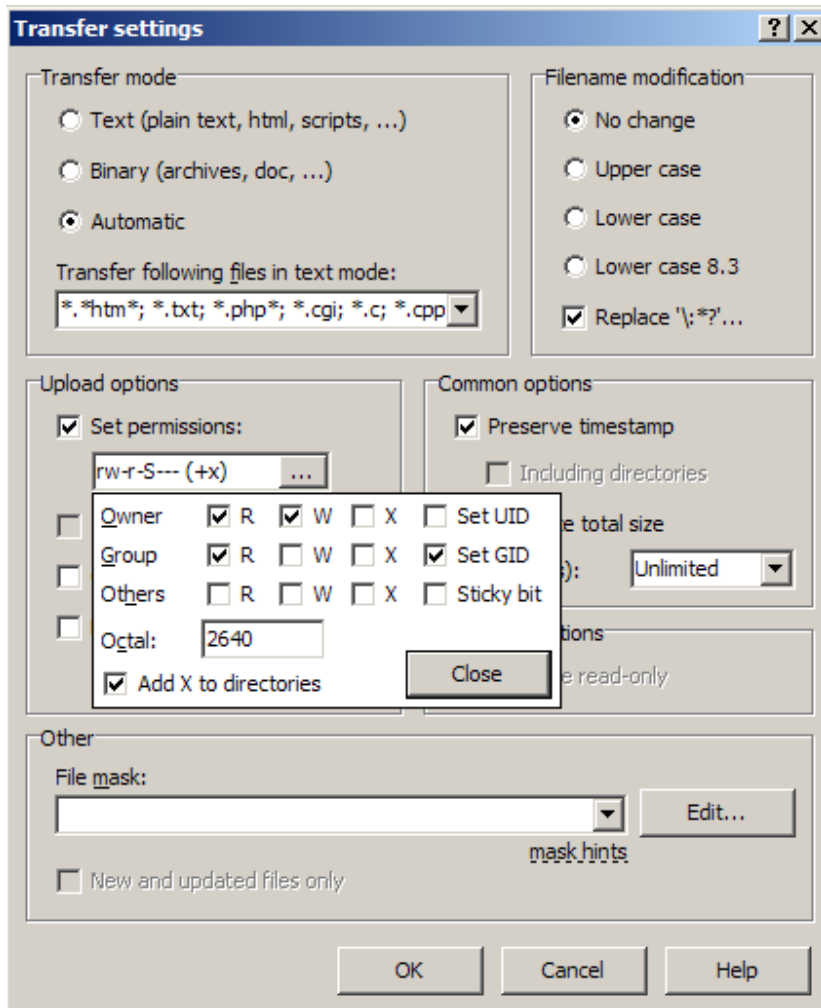 Transfer settings
Transfer mode
Text (plain text, html, scripts, ...)
Binary (archives, doc, ...)
Automatic
Transfer following files in text mode:
*.*htm*; *.txt; *.php*; *.cgi; *.c; *.cpp
Filename modification
No change
Upper case
Lower case
Lower case 8.3
Replace '\:*?'...
Upload options
Set permissions:
rw-r-S--- (+x)
...
Owner R W X Set UID
Group R W X Set GID
Others R W X Sticky bit
Octal: 2640
Add X to directories
Close
Common options
Preserve timestamp
Including directories
total size
Unlimited
read-only
Other
File mask:
Edit...
mask hints
New and updated files only
OK
Cancel
Help